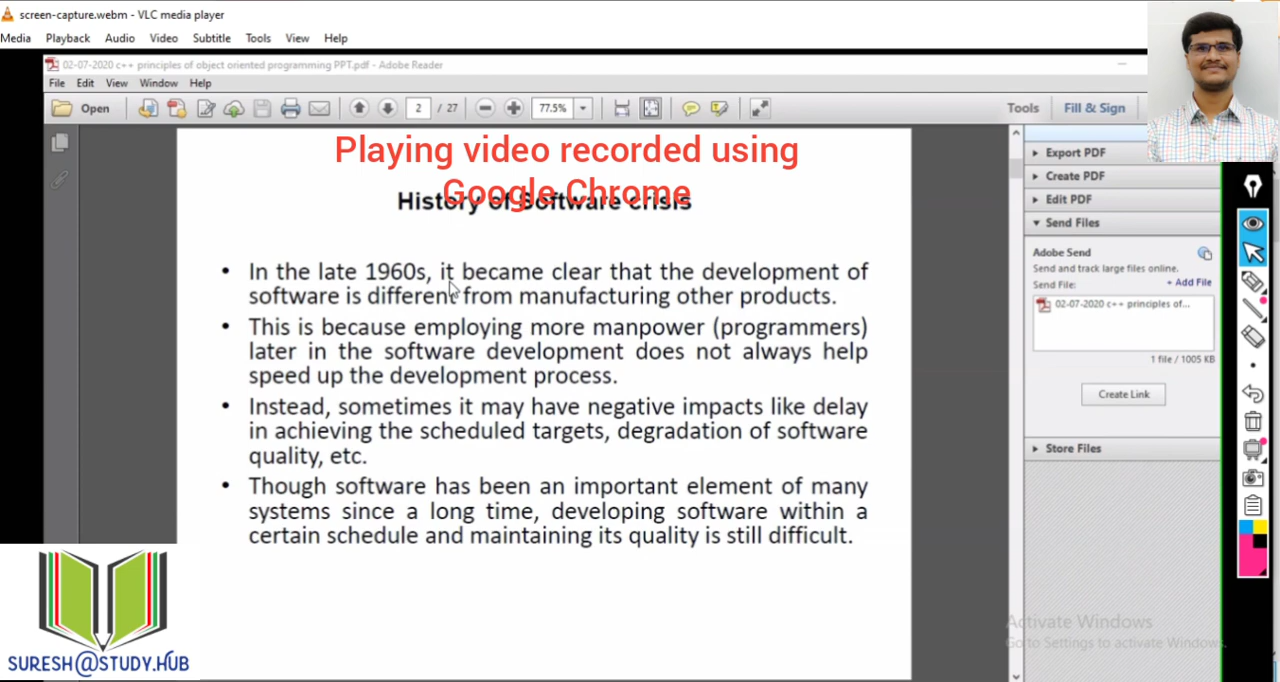 screen-capture.webm - VLC media player
Media Playback Audio Video Subtitle Tools View Help
02-07-2020 c++ principles of object oriented programming PPT.pdf - Adobe Reader
File Edit View Window Help
Open 2 / 27 77.5% Tools Fill & Sign
Playing video recorded using
Google Chrome
History of Software crisis
• In the late 1960s, it became clear that the development of
software is different from manufacturing other products.
• This is because employing more manpower (programmers)
later in the software development does not always help
speed up the development process.
• Instead, sometimes it may have negative impacts like delay
in achieving the scheduled targets, degradation of software
quality, etc.
• Though software has been an important element of many
systems since a long time, developing software within a
certain schedule and maintaining its quality is still difficult.
Export PDF
Create PDF
Edit PDF
Send Files
Adobe Send
Send and track large files online.
Send File:
+ Add File
02-07-2020 c++ principles of...
1 file / 1005 KB
Create Link
Store Files
Activate Windows
Go to Settings to activate Windows.
SURESH@STUDY.HUB